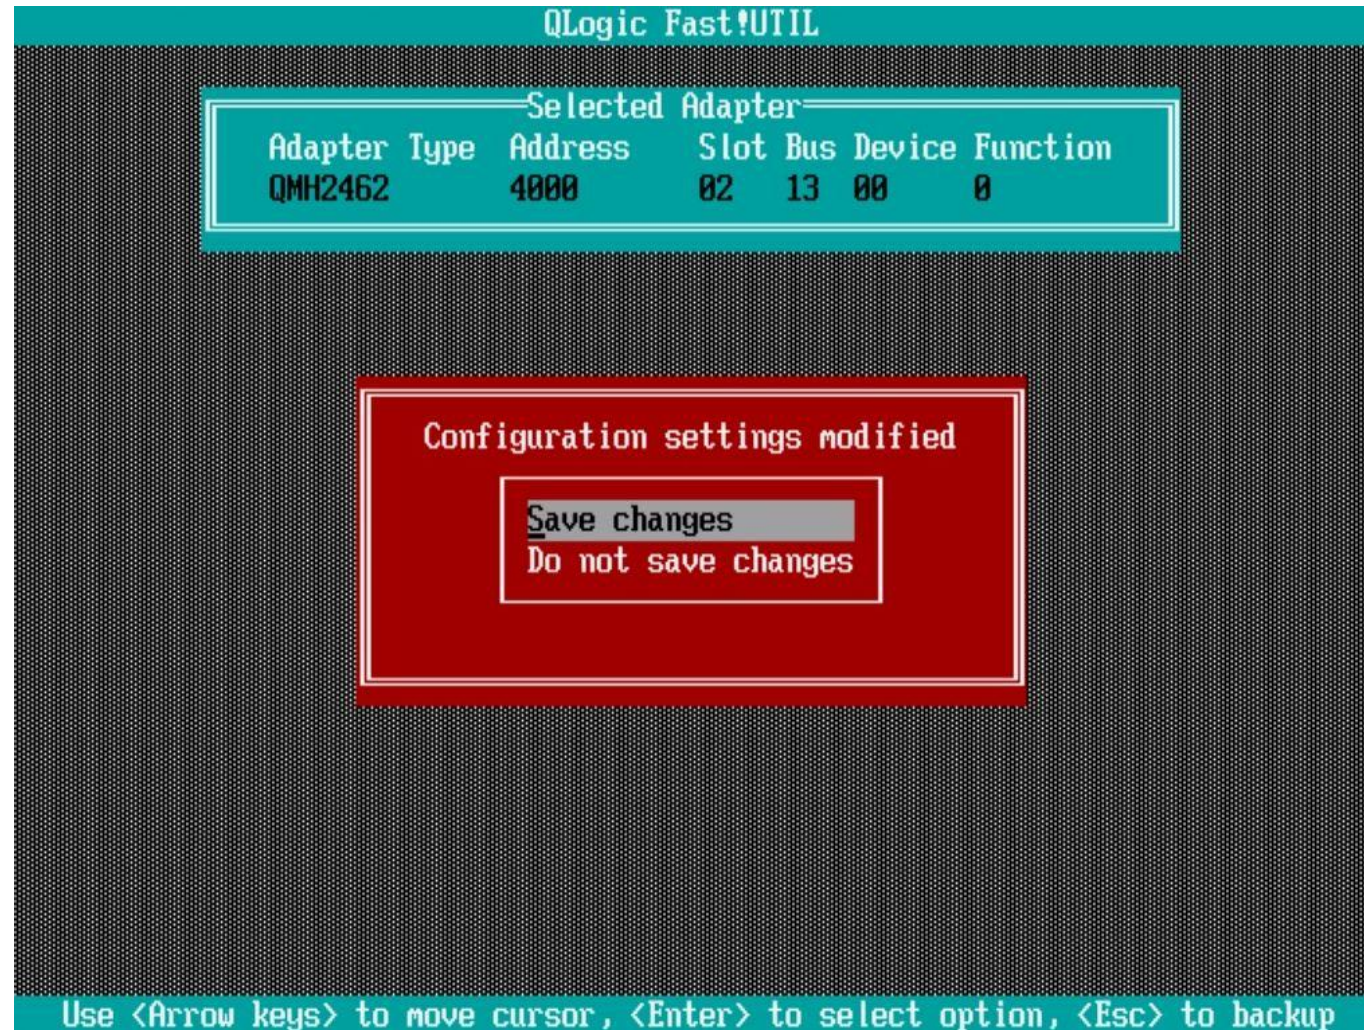 QLogic Fast!UTIL
Selected Adapter
Adapter Type Address Slot Bus Device Function
QMH2462 4000 02 13 00 0
Configuration settings modified
Save changes
Do not save changes
Use <Arrow keys> to move cursor, <Enter> to select option, <Esc> to backup